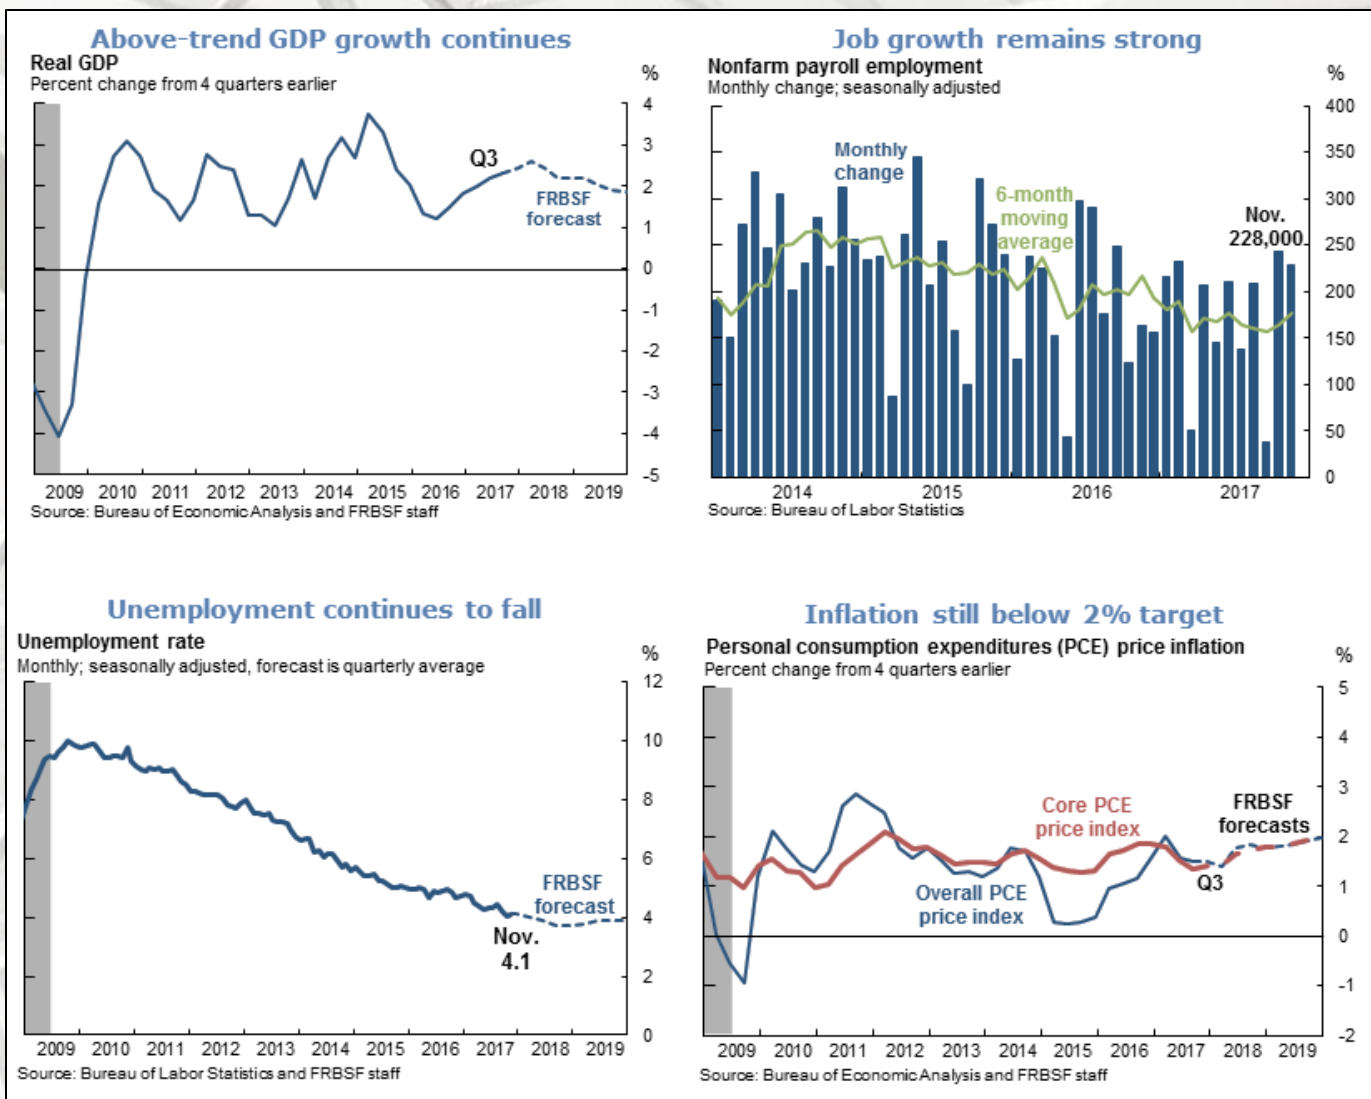 Above-trend GDP growth continues
Real GDP
Percent change from 4 quarters earlier
%
4
3
2
1
0
-1
-2
-3
-4
-5
Q3
FRBSF
forecast
2009 2010 2011 2012 2013 2014 2015 2016 2017 2018 2019
Source: Bureau of Economic Analysis and FRBSF staff
Job growth remains strong
Nonfarm payroll employment
Monthly change; seasonally adjusted
%
400
350
300
250
200
150
100
50
0
Monthly
change
6-month
moving
average
Nov.
228,000
2014 2015 2016 2017
Source: Bureau of Labor Statistics
Unemployment continues to fall
Unemployment rate
Monthly; seasonally adjusted, forecast is quarterly average
%
12
10
8
6
4
2
0
FRBSF
forecast
Nov.
4.1
2009 2010 2011 2012 2013 2014 2015 2016 2017 2018 2019
Source: Bureau of Labor Statistics and FRBSF staff
Inflation still below 2% target
Personal consumption expenditures (PCE) price inflation
Percent change from 4 quarters earlier
%
5
4
3
2
1
0
-1
-2
Core PCE
price index
FRBSF
forecasts
Overall PCE
price index
Q3
2009 2010 2011 2012 2013 2014 2015 2016 2017 2018 2019
Source: Bureau of Economic Analysis and FRBSF staff